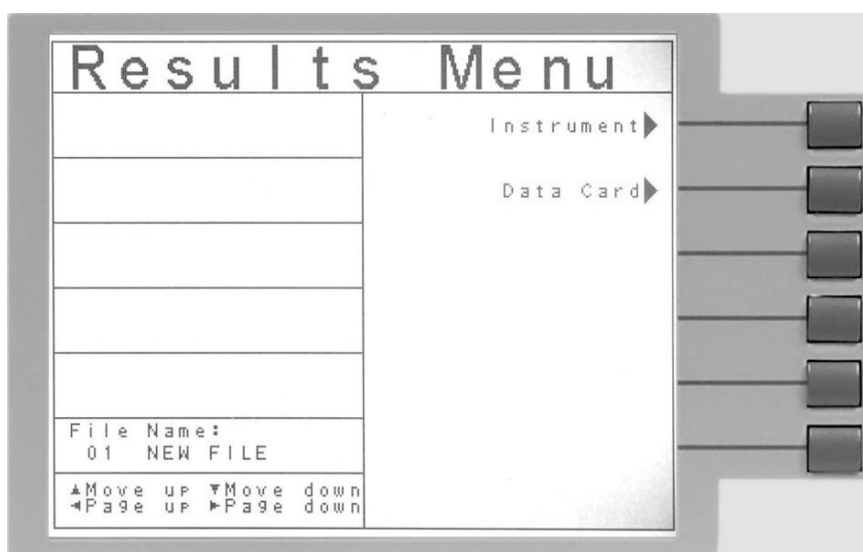 Results Menu
Instrument▶
Data Card▶
File Name:
01 NEW FILE
▲Move up ▼Move down
◀Page up ▶Page down